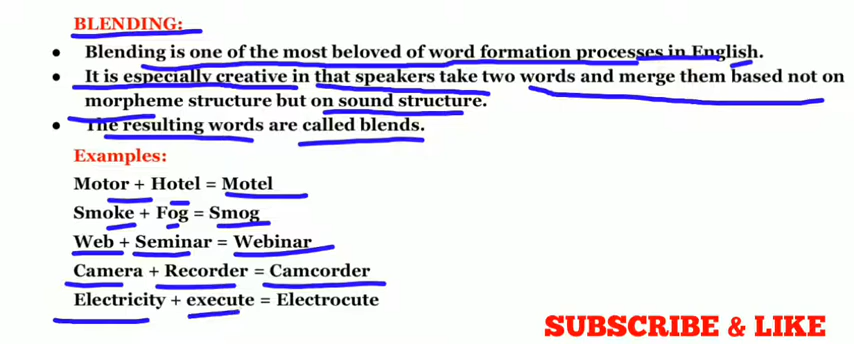 BLENDING:
• Blending is one of the most beloved of word formation processes in English.
• It is especially creative in that speakers take two words and merge them based not on
morpheme structure but on sound structure.
• The resulting words are called blends.
Examples:
Motor + Hotel = Motel
Smoke + Fog = Smog
Web + Seminar = Webinar
Camera + Recorder = Camcorder
Electricity + execute = Electrocute
SUBSCRIBE & LIKE